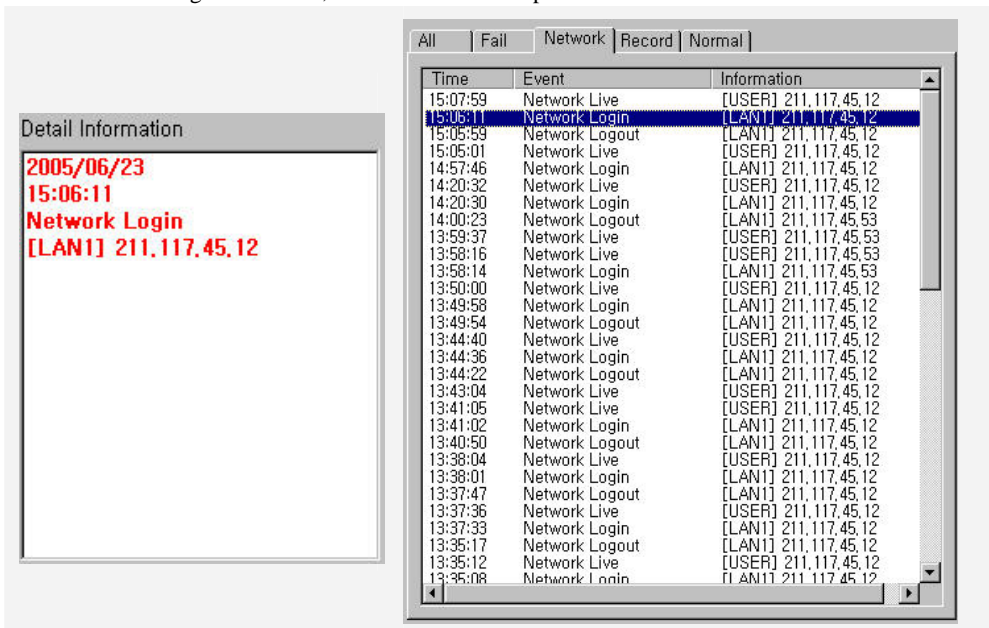 Detail Information
2005/06/23
15:06:11
Network Login
[LAN1] 211,117,45,12
All Fail Network Record Normal
Time Event Information
15:07:59 Network Live [USER] 211,117,45,12
15:06:11 Network Login [LAN1] 211,117,45,12
15:05:59 Network Logout [LAN1] 211,117,45,12
15:05:01 Network Live [USER] 211,117,45,12
14:57:46 Network Login [LAN1] 211,117,45,12
14:20:32 Network Live [USER] 211,117,45,12
14:20:30 Network Login [LAN1] 211,117,45,12
14:00:23 Network Logout [LAN1] 211,117,45,53
13:59:37 Network Live [USER] 211,117,45,53
13:58:16 Network Live [USER] 211,117,45,53
13:58:14 Network Login [LAN1] 211,117,45,53
13:50:00 Network Live [USER] 211,117,45,12
13:49:58 Network Login [LAN1] 211,117,45,12
13:49:54 Network Logout [LAN1] 211,117,45,12
13:44:40 Network Live [USER] 211,117,45,12
13:44:36 Network Login [LAN1] 211,117,45,12
13:44:22 Network Logout [LAN1] 211,117,45,12
13:43:04 Network Live [USER] 211,117,45,12
13:41:05 Network Live [USER] 211,117,45,12
13:41:02 Network Login [LAN1] 211,117,45,12
13:40:50 Network Logout [LAN1] 211,117,45,12
13:38:04 Network Live [USER] 211,117,45,12
13:38:01 Network Login [LAN1] 211,117,45,12
13:37:47 Network Logout [LAN1] 211,117,45,12
13:37:36 Network Live [USER] 211,117,45,12
13:37:33 Network Login [LAN1] 211,117,45,12
13:35:17 Network Logout [LAN1] 211,117,45,12
13:35:12 Network Live [USER] 211,117,45,12
13:35:08 Network Login [LAN1] 211,117,45,12